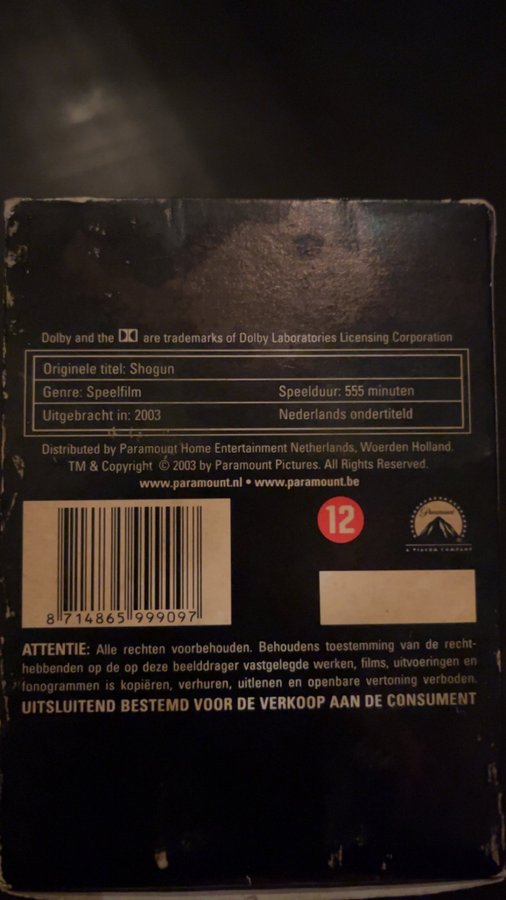 Dolby and the DD are trademarks of Dolby Laboratories Licensing Corporation
Originele titel: Shogun
Genre: Speelfilm Speelduur: 555 minuten
Uitgebracht in: 2003 Nederlands ondertiteld
Distributed by Paramount Home Entertainment Netherlands, Woerden Holland.
TM & Copyright © 2003 by Paramount Pictures. All Rights Reserved.
www.paramount.nl • www.paramount.be
12
Paramount
A VIACOM COMPANY
8 714865 999097
ATTENTIE: Alle rechten voorbehouden. Behoudens toestemming van de recht-
hebbenden op de op deze beelddrager vastgelegde werken, films, uitvoeringen en
fonogrammen is kopiëren, verhuren, uitlenen en openbare vertoning verboden.
UITSLUITEND BESTEMD VOOR DE VERKOOP AAN DE CONSUMENT